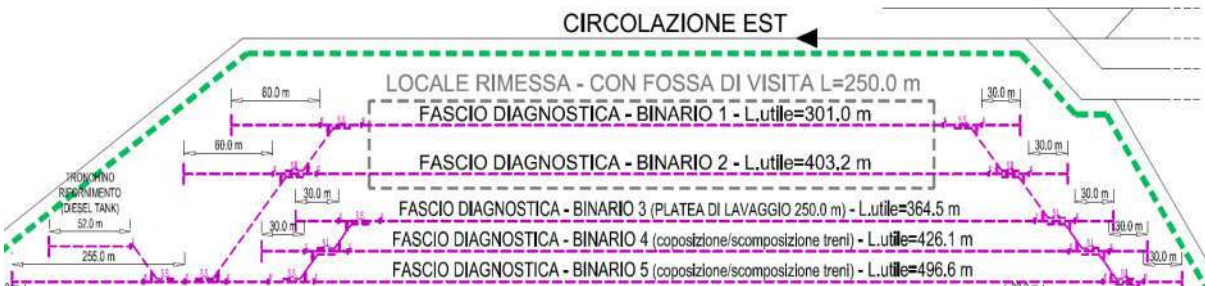 CIRCOLAZIONE EST
LOCALE RIMESSA - CON FOSSA DI VISITA L=250.0 m
60.0 m
30.0 m
FASCIO DIAGNOSTICA - BINARIO 1 - L.utile=301.0 m
60.0 m
30.0 m
FASCIO DIAGNOSTICA - BINARIO 2 - L.utile=403.2 m
TRONCHINO
RIFORNIMENTO
(DIESEL TANK)
30.0 m
30.0 m
FASCIO DIAGNOSTICA - BINARIO 3 (PLATEA DI LAVAGGIO 250.0 m) - L.utile=364.5 m
52.0 m
30.0 m
30.0 m
FASCIO DIAGNOSTICA - BINARIO 4 (coposizione/scomposizione treni) - L.utile=426.1 m
255.0 m
30.0 m
FASCIO DIAGNOSTICA - BINARIO 5 (coposizione/scomposizione treni) - L.utile=496.6 m